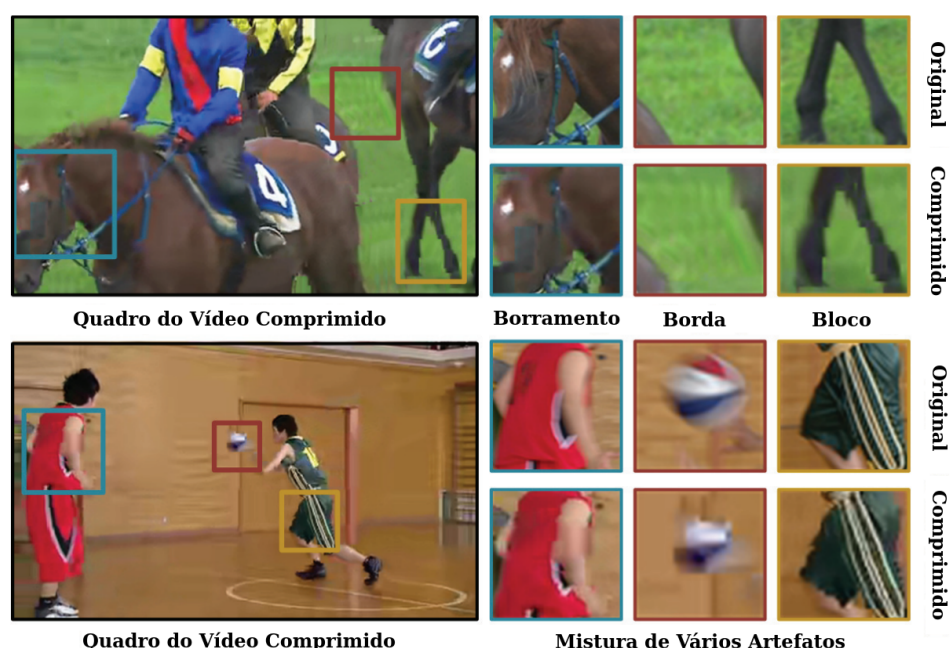 Original
Comprimido
Quadro do Vídeo Comprimido
Borramento
Borda
Bloco
Original
Comprimido
Quadro do Vídeo Comprimido
Mistura de Vários Artefatos
4